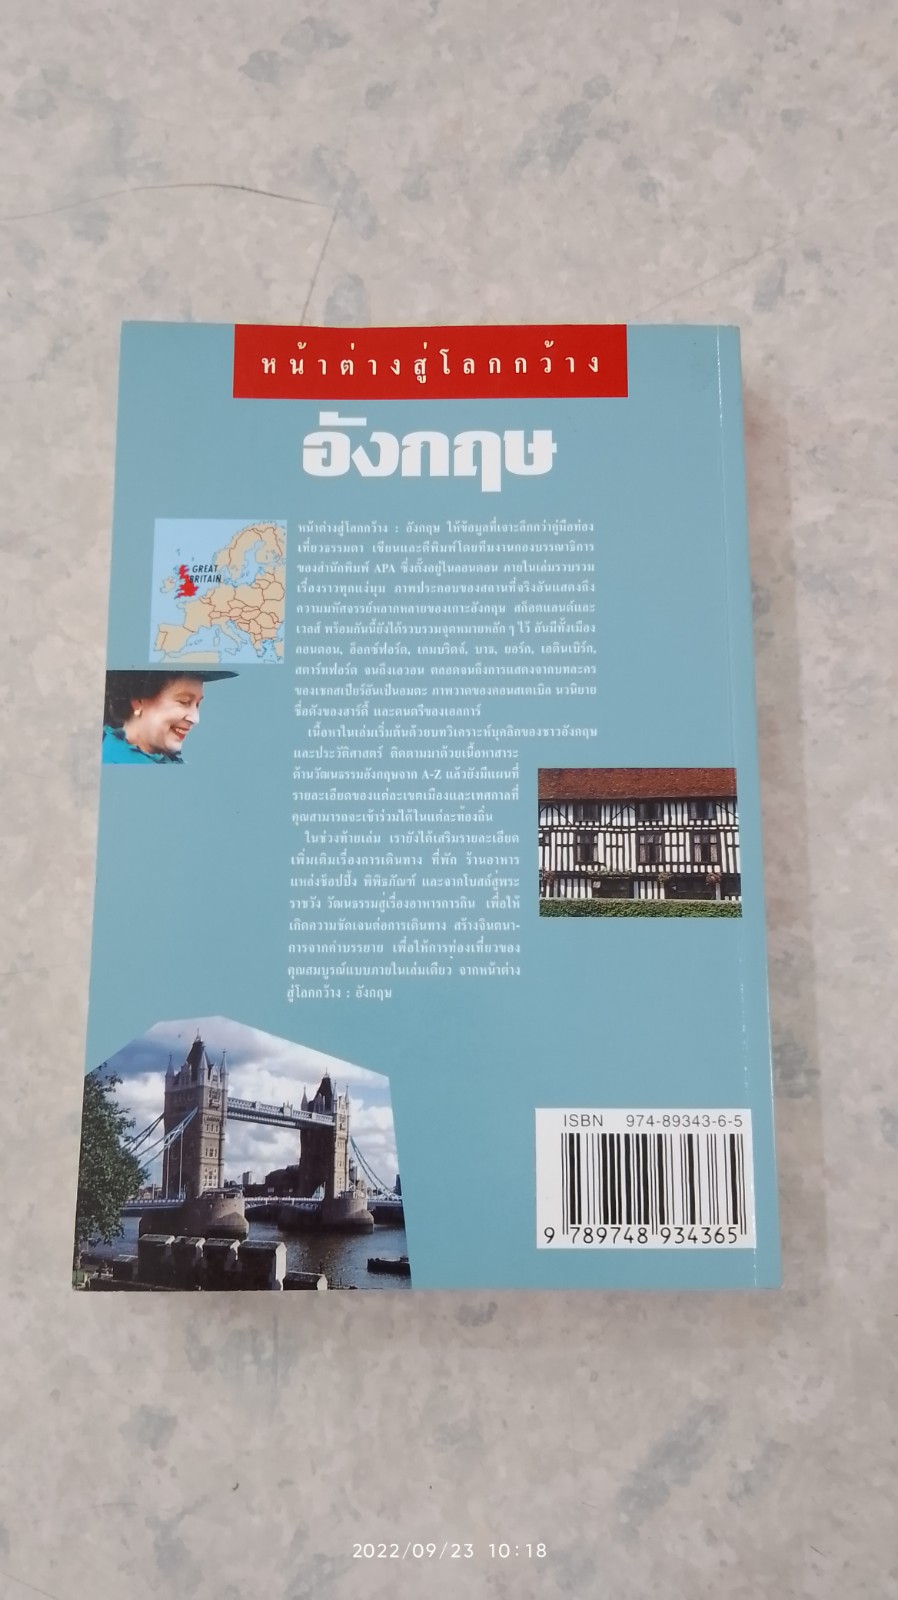 หน้าต่างสู่โลกกว้าง
อังกฤษ
GREAT
BRITAIN
หน้าต่างสู่โลกกว้าง : อังกฤษ ให้ข้อมูลที่เจาะลึกกว่าคู่มือท่อง
เที่ยวธรรมดา เขียนและตีพิมพ์โดยทีมงานกองบรรณาธิการ
ของสำนักพิมพ์ APA ซึ่งตั้งอยู่ในลอนดอน ภายในเล่มรวบรวม
เรื่องราวทุกแง่มุม ภาพประกอบของสถานที่จริงอันแสดงถึง
ความมหัศจรรย์หลากหลายของเกาะอังกฤษ สก็อตแลนด์และ
เวลส์ พร้อมกันนี้ยังได้รวบรวมจุดหมายหลัก ๆ ไว้ อันมีทั้งเมือง
ลอนดอน, อ็อกซ์ฟอร์ด, เคมบริดจ์, บาธ, ยอร์ก, เอดินเบิร์ก,
สตาร์ทฟอร์ด จนถึงเอวอน ตลอดจนถึงการแสดงจากบทละคร
ของเชกสเปียร์อันเป็นอมตะ ภาพวาดของคอนสเตเบิล นวนิยาย
ชื่อดังของฮาร์ดี้ และดนตรีของเอลการ์
เนื้อหาในเล่มเริ่มต้นด้วยบทวิเคราะห์บุคลิกของชาวอังกฤษ
และประวัติศาสตร์ ติดตามมาด้วยเนื้อหาสาระ
ด้านวัฒนธรรมอังกฤษจาก A-Z แล้วยังมีแผนที่
รายละเอียดของแต่ละเขตเมืองและเทศกาลที่
คุณสามารถจะเข้าร่วมได้ในแต่ละท้องถิ่น
ในช่วงท้ายเล่ม เรายังได้เสริมรายละเอียด
เพิ่มเติมเรื่องการเดินทาง ที่พัก ร้านอาหาร
แหล่งช็อปปิ้ง พิพิธภัณฑ์ และจากโบสถ์สู่พระ
ราชวัง วัฒนธรรมสู่เรื่องอาหารการกิน เพื่อให้
เกิดความชัดเจนต่อการเดินทาง สร้างจินตนา-
การจากคำบรรยาย เพื่อให้การท่องเที่ยวของ
คุณสมบูรณ์แบบภายในเล่มเดียว จากหน้าต่าง
สู่โลกกว้าง : อังกฤษ
ISBN 974-89343-6-5
9 789748 934365
2022/09/23 10:18